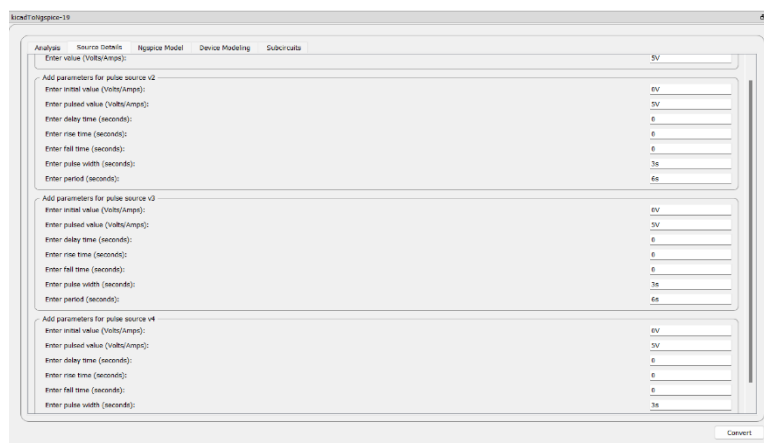 kicadToNgspice-19
Analysis Source Details Ngspice Model Device Modeling Subcircuits
Enter value (Volts/Amps): 5V
Add parameters for pulse source v2
Enter initial value (Volts/Amps): 0V
Enter pulsed value (Volts/Amps): 5V
Enter delay time (seconds): 0
Enter rise time (seconds): 0
Enter fall time (seconds): 0
Enter pulse width (seconds): 3s
Enter period (seconds): 6s
Add parameters for pulse source v3
Enter initial value (Volts/Amps): 0V
Enter pulsed value (Volts/Amps): 5V
Enter delay time (seconds): 0
Enter rise time (seconds): 0
Enter fall time (seconds): 0
Enter pulse width (seconds): 3s
Enter period (seconds): 6s
Add parameters for pulse source v4
Enter initial value (Volts/Amps): 0V
Enter pulsed value (Volts/Amps): 5V
Enter delay time (seconds): 0
Enter rise time (seconds): 0
Enter fall time (seconds): 0
Enter pulse width (seconds): 3s
Convert